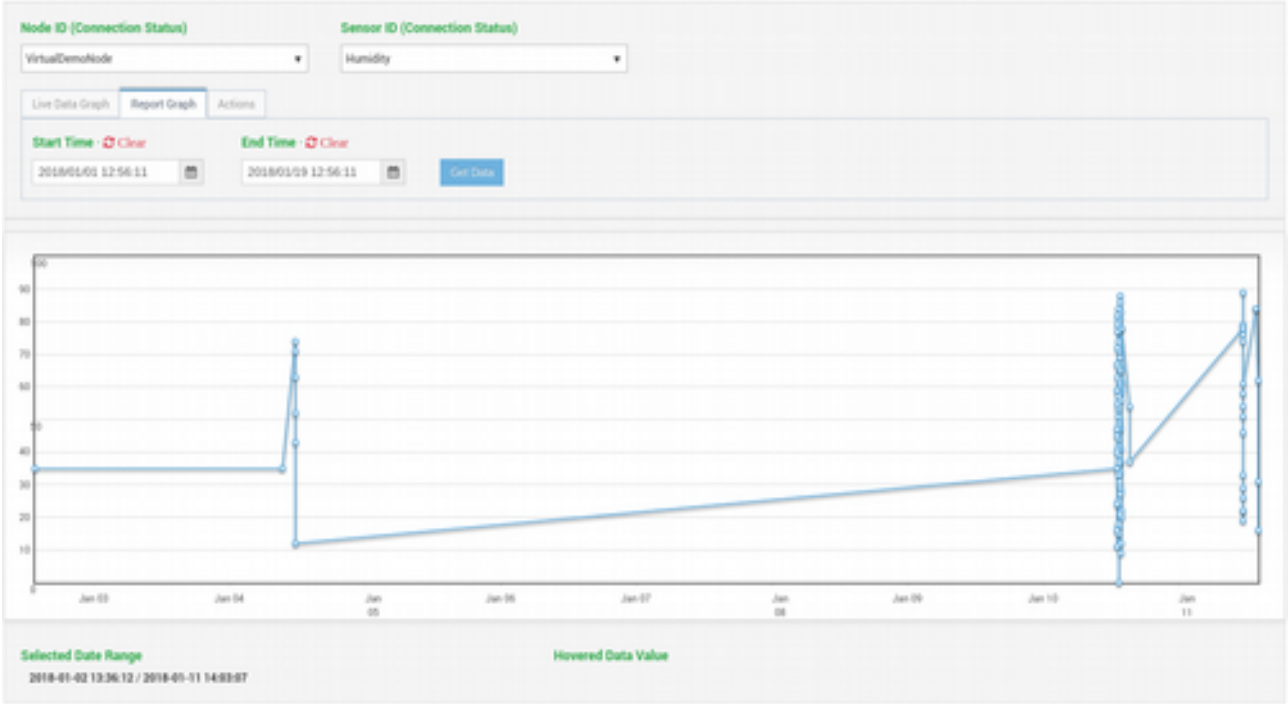 Node ID (Connection Status)
Sensor ID (Connection Status)
VirtualDemoNode
Humidity
Live Data Graph
Report Graph
Actions
Start Time - Clear
End Time - Clear
2018/01/01 12:56:11
2018/01/19 12:56:11
Get Data
100
90
80
70
60
50
40
30
20
10
0
Jan 03
Jan 04
Jan
05
Jan 06
Jan 07
Jan
08
Jan 09
Jan 10
Jan
11
Selected Date Range
Hovered Data Value
2018-01-02 13:36:12 / 2018-01-11 14:03:07